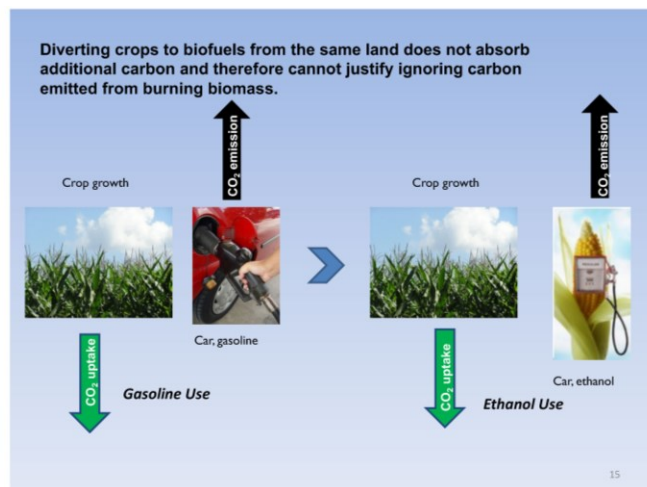 Diverting crops to biofuels from the same land does not absorb
additional carbon and therefore cannot justify ignoring carbon
emitted from burning biomass.
CO2 emission
CO2 emission
Crop growth
Crop growth
Car, gasoline
Car, ethanol
CO2 uptake
Gasoline Use
CO2 uptake
Ethanol Use
15